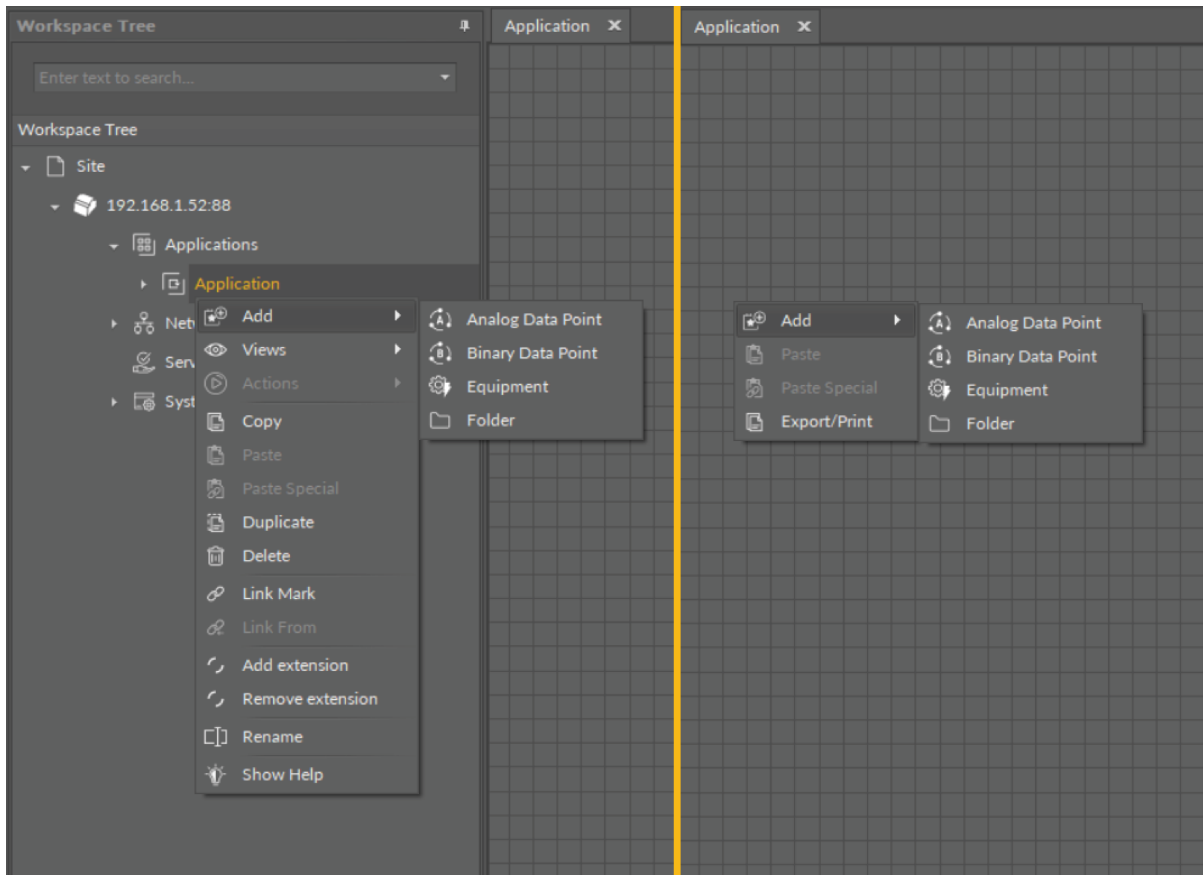 Workspace Tree
Enter text to search...
Workspace Tree
Site
192.168.1.52:88
Applications
Application
Net
Serv
Syst
Add
Views
Actions
Copy
Paste
Paste Special
Duplicate
Delete
Link Mark
Link From
Add extension
Remove extension
Rename
Show Help
Analog Data Point
Binary Data Point
Equipment
Folder
Application
Application
Add
Paste
Paste Special
Export/Print
Analog Data Point
Binary Data Point
Equipment
Folder